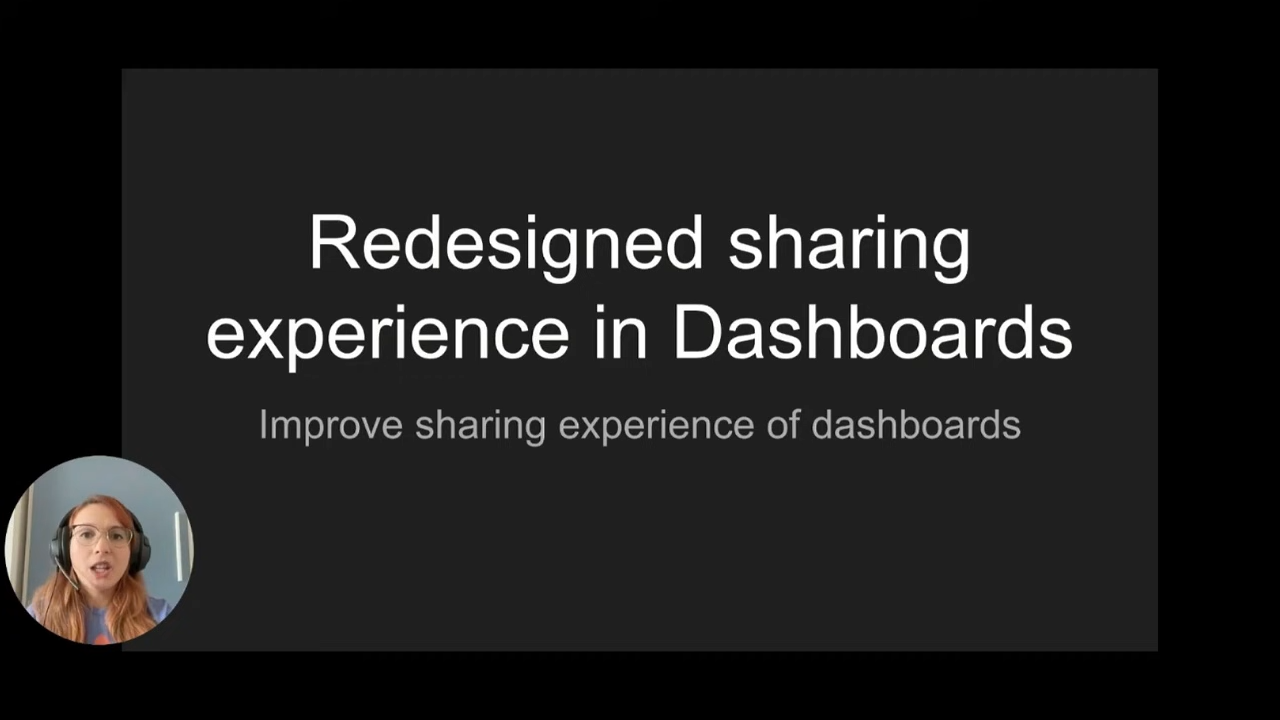 Redesigned sharing
experience in Dashboards
Improve sharing experience of dashboards